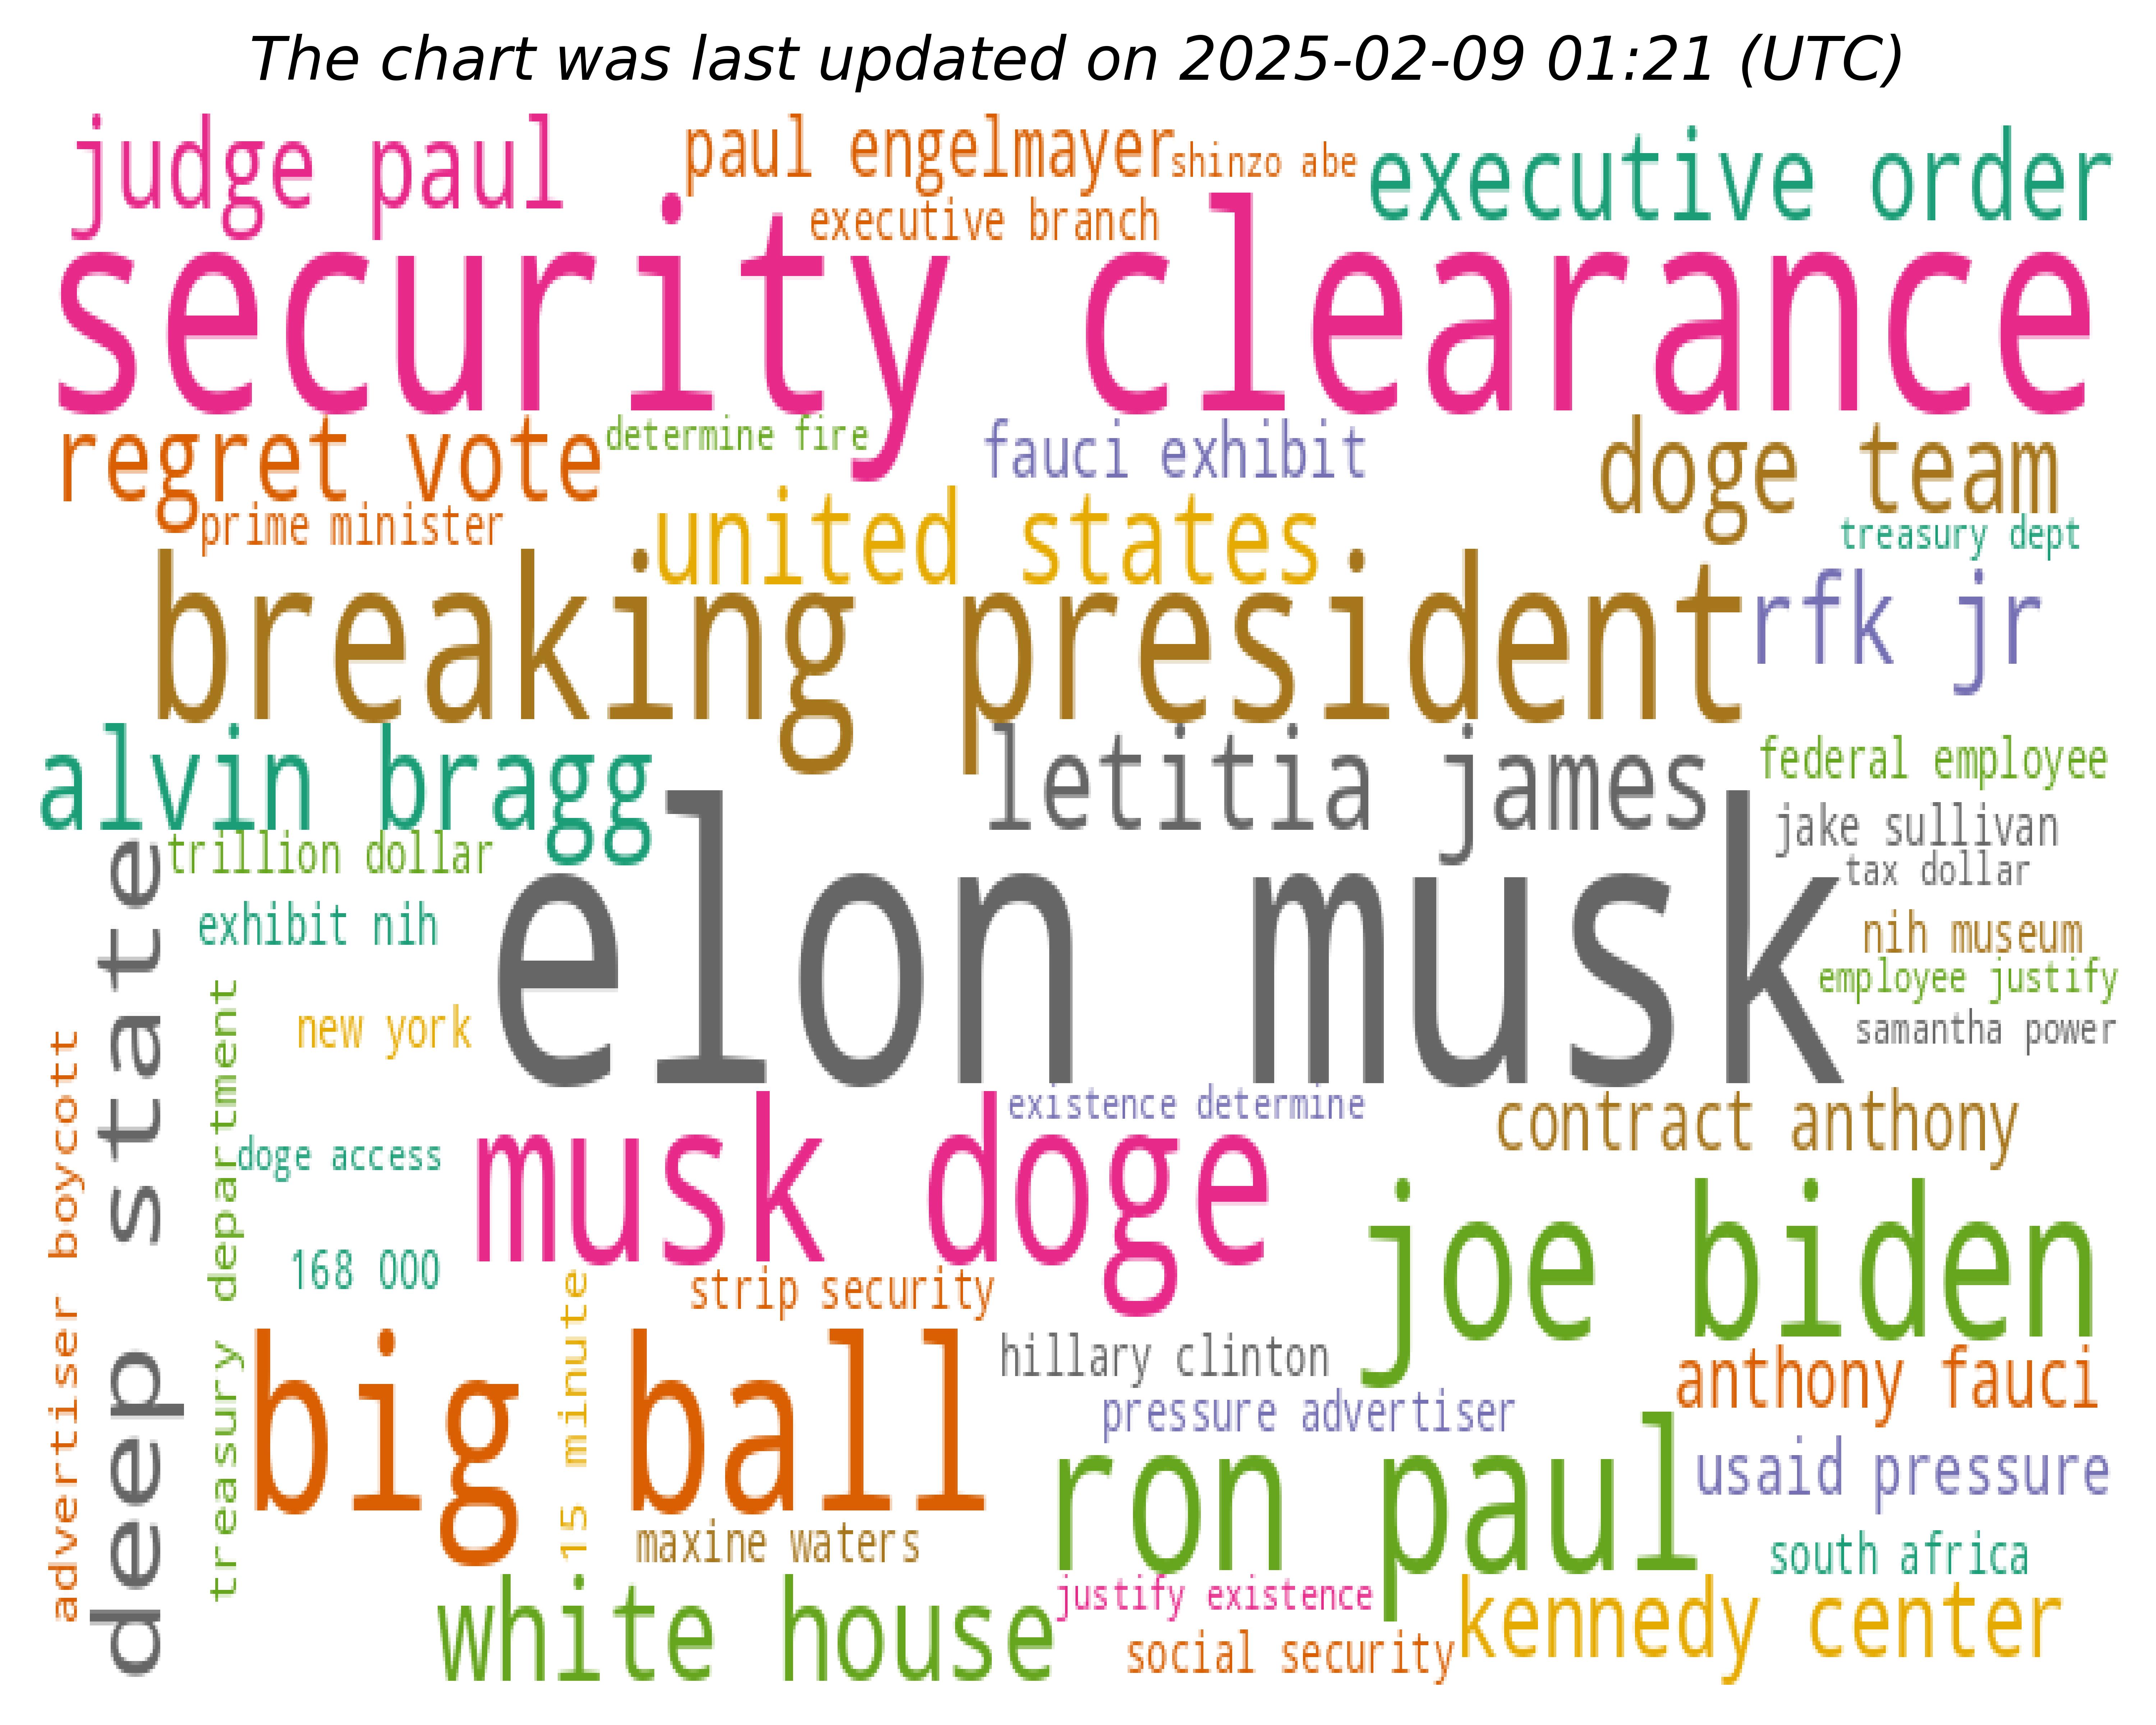 The chart was last updated on 2025-02-09 01:21 (UTC)
judge paul
paul engelmayer
shinzo abe
executive order
executive branch
security clearance
regret vote
determine fire
fauci exhibit
doge team
prime minister
united states
treasury dept
breaking president
rfk jr
alvin bragg
letitia james
federal employee
trillion dollar
jake sullivan
tax dollar
elon musk
exhibit nih
nih museum
employee justify
new york
samantha power
deep state
advertiser boycott
treasury department
existence determine
contract anthony
musk doge
doge access
168 000
joe biden
strip security
15 minute
big ball
hillary clinton
anthony fauci
pressure advertiser
ron paul
usaid pressure
maxine waters
south africa
white house
justify existence
kennedy center
social security